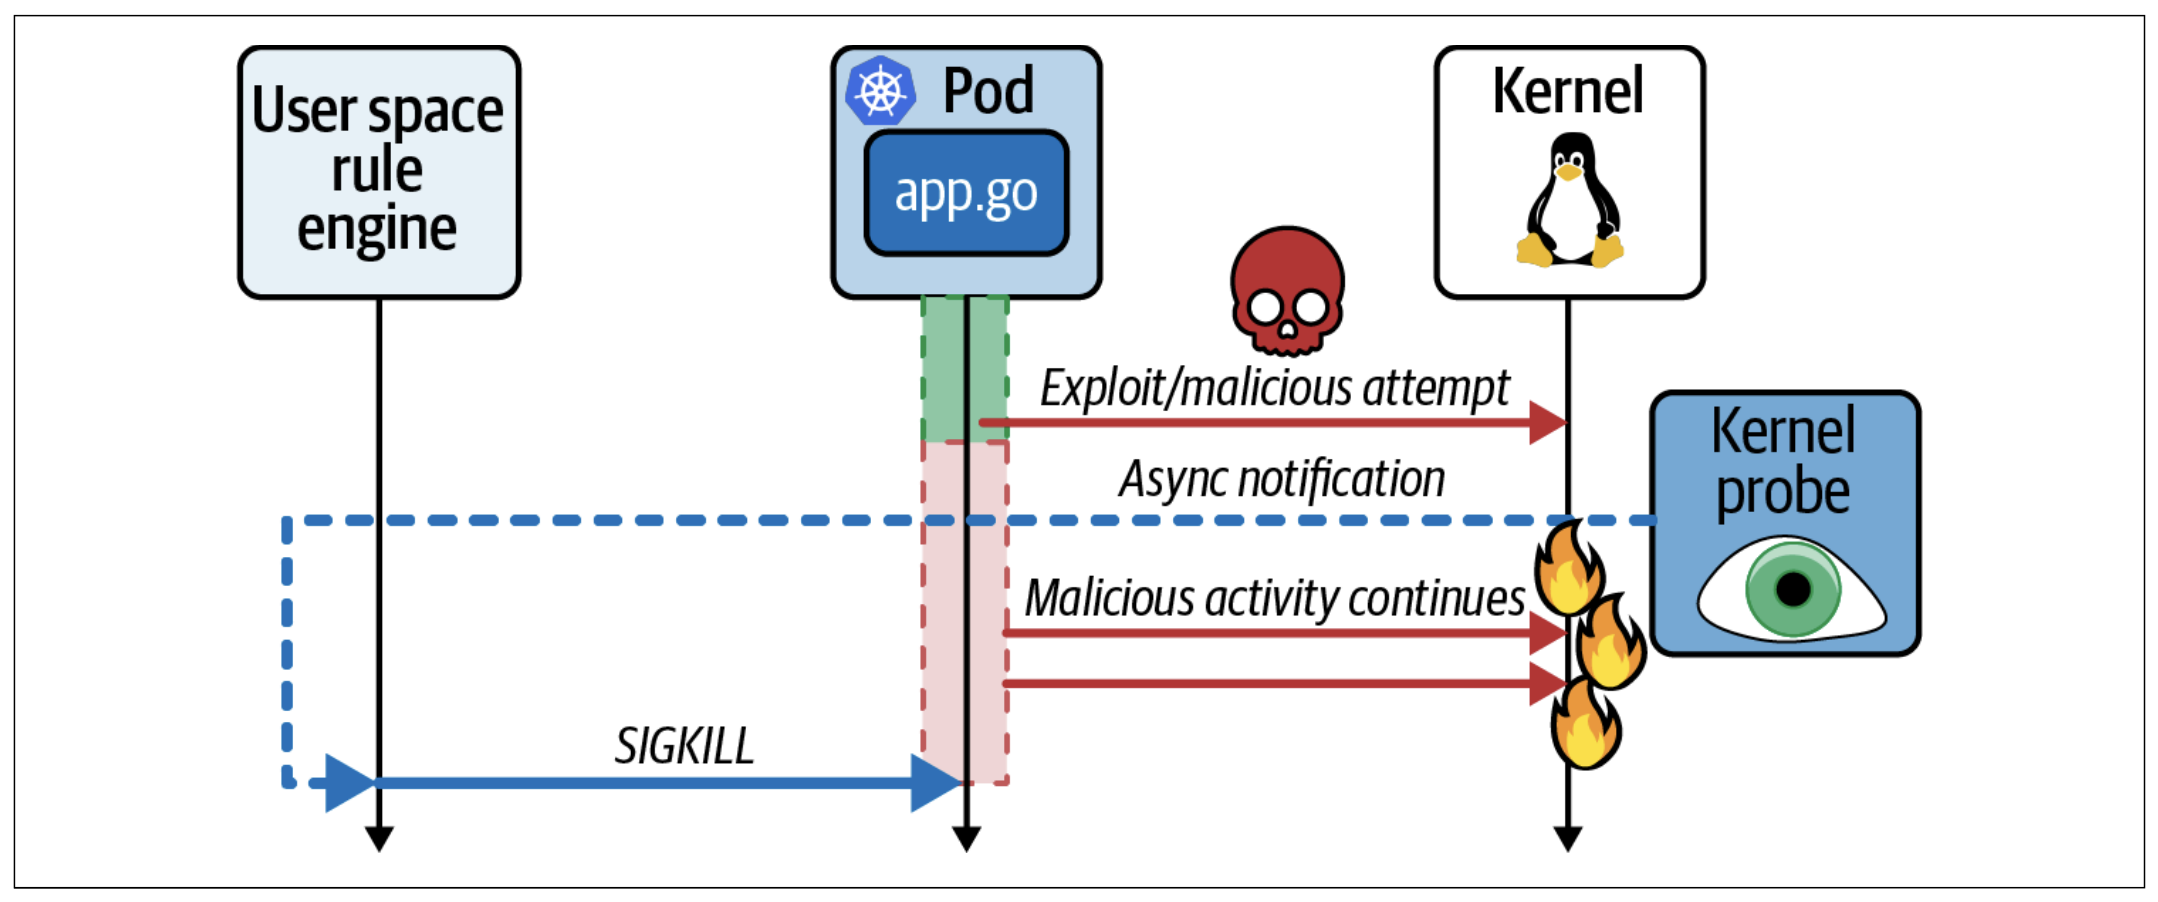 User space
rule
engine
Pod
app.go
Kernel
Exploit/malicious attempt
Kernel
probe
Async notification
Malicious activity continues
SIGKILL